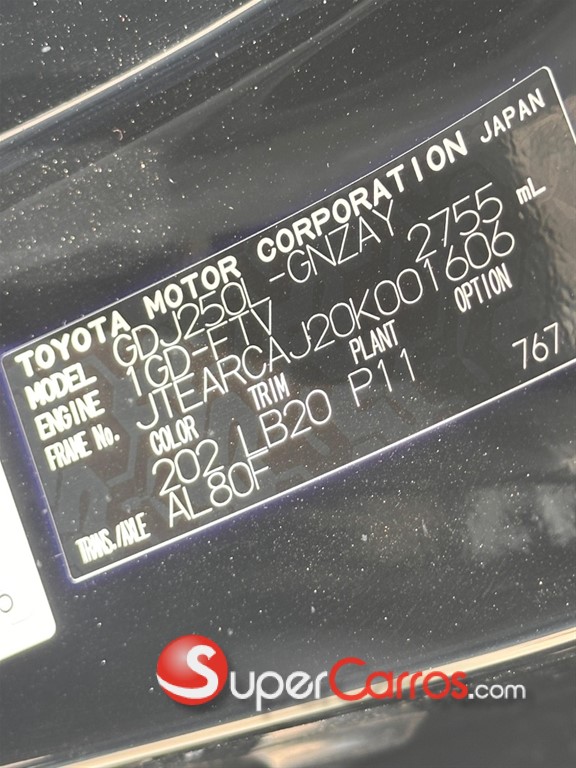 TOYOTA MOTOR CORPORATION JAPAN
MODEL GDJ250L-GNZAY
ENGINE 1GD-FTV 2755 mL
FRAME No. JTEARCAJ20K001606
COLOR TRIM PLANT OPTION
202 LB20 P11 767
TRANS./AXLE AL80F
SuperCarros.com